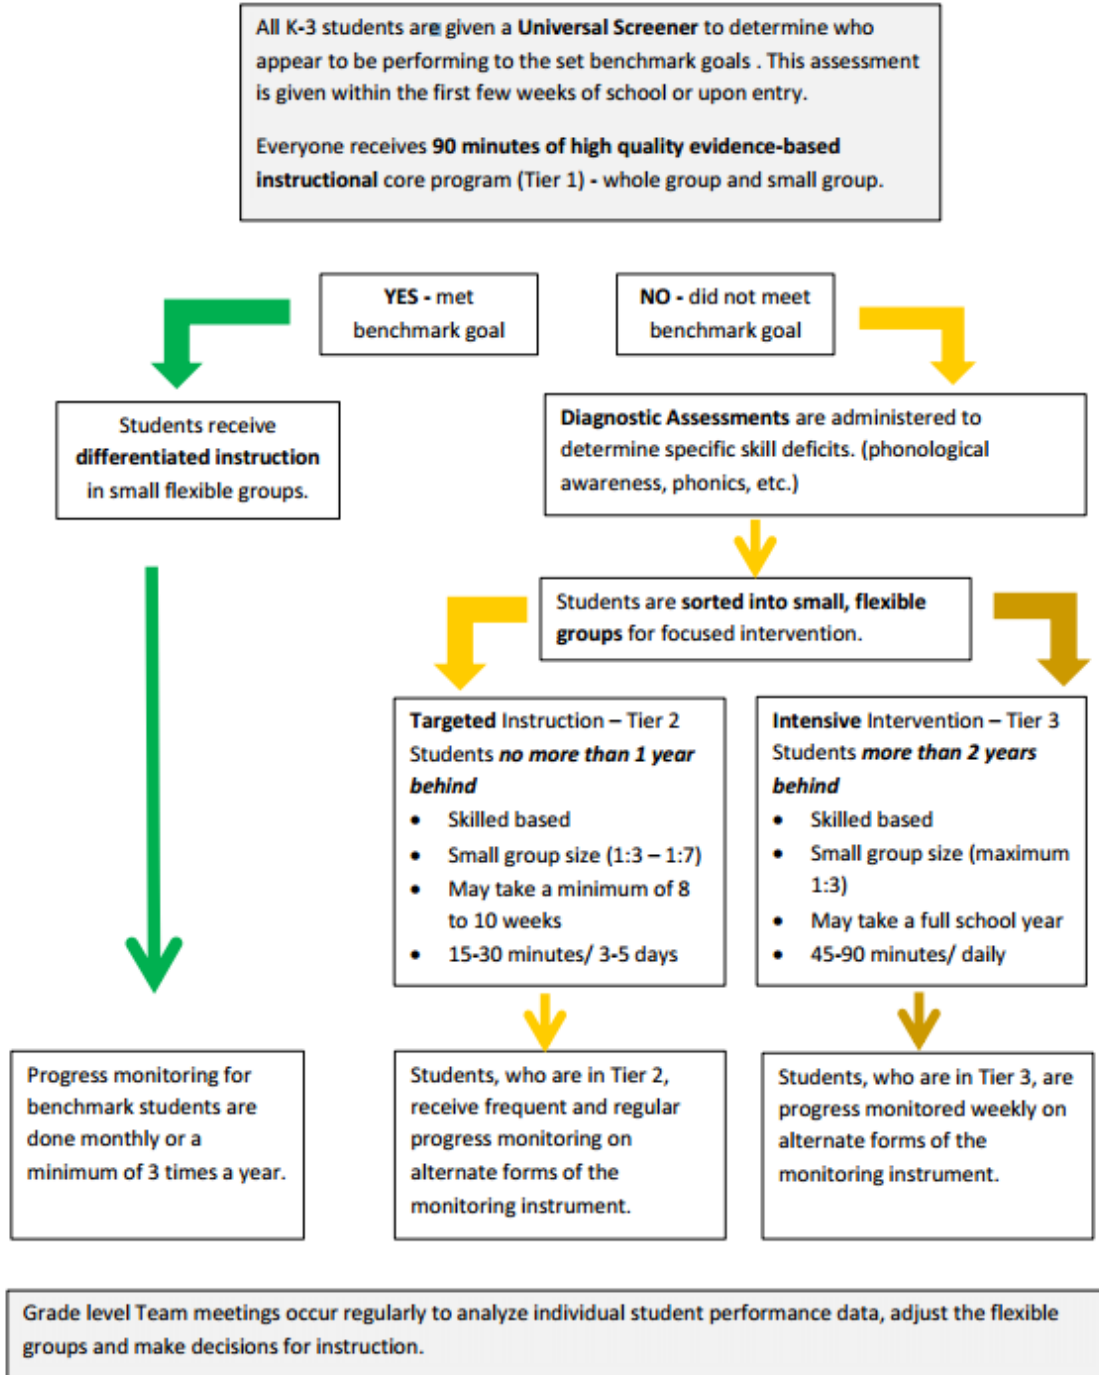 All K-3 students are given a Universal Screener to determine who
appear to be performing to the set benchmark goals . This assessment
is given within the first few weeks of school or upon entry.
Everyone receives 90 minutes of high quality evidence-based
instructional core program (Tier 1) - whole group and small group.
YES - met
benchmark goal
NO - did not meet
benchmark goal
Students receive
differentiated instruction
in small flexible groups.
Diagnostic Assessments are administered to
determine specific skill deficits. (phonological
awareness, phonics, etc.)
Students are sorted into small, flexible
groups for focused intervention.
Targeted Instruction – Tier 2
Students no more than 1 year
behind
• Skilled based
• Small group size (1:3 – 1:7)
• May take a minimum of 8
to 10 weeks
• 15-30 minutes/ 3-5 days
Intensive Intervention – Tier 3
Students more than 2 years
behind
• Skilled based
• Small group size (maximum
1:3)
• May take a full school year
• 45-90 minutes/ daily
Progress monitoring for
benchmark students are
done monthly or a
minimum of 3 times a year.
Students, who are in Tier 2,
receive frequent and regular
progress monitoring on
alternate forms of the
monitoring instrument.
Students, who are in Tier 3, are
progress monitored weekly on
alternate forms of the
monitoring instrument.
Grade level Team meetings occur regularly to analyze individual student performance data, adjust the flexible
groups and make decisions for instruction.